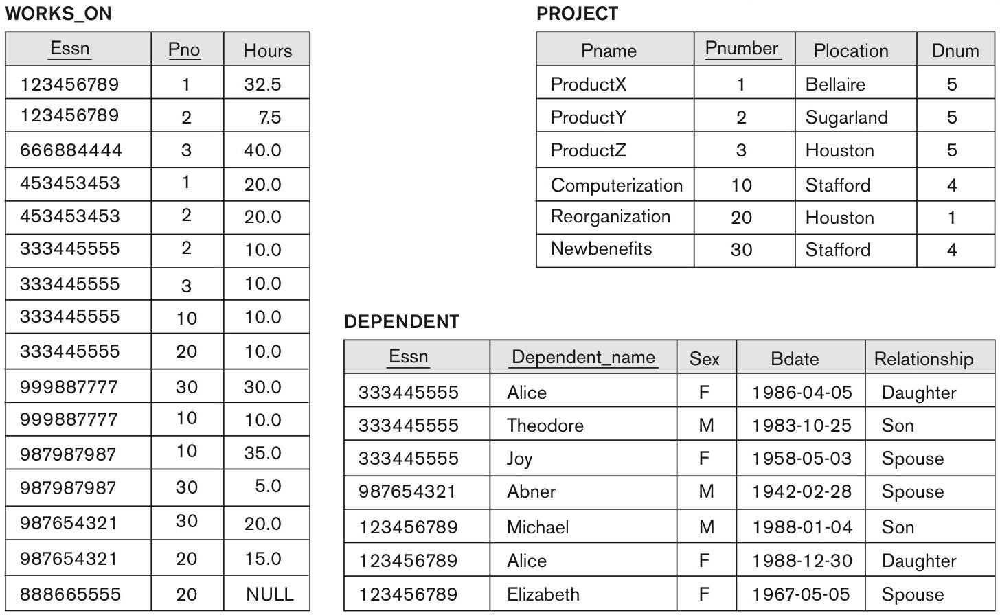 WORKS_ON
Essn Pno Hours
123456789 1 32.5
123456789 2 7.5
666884444 3 40.0
453453453 1 20.0
453453453 2 20.0
333445555 2 10.0
333445555 3 10.0
333445555 10 10.0
333445555 20 10.0
999887777 30 30.0
999887777 10 10.0
987987987 10 35.0
987987987 30 5.0
987654321 30 20.0
987654321 20 15.0
888665555 20 NULL
PROJECT
Pname Pnumber Plocation Dnum
ProductX 1 Bellaire 5
ProductY 2 Sugarland 5
ProductZ 3 Houston 5
Computerization 10 Stafford 4
Reorganization 20 Houston 1
Newbenefits 30 Stafford 4
DEPENDENT
Essn Dependent_name Sex Bdate Relationship
333445555 Alice F 1986-04-05 Daughter
333445555 Theodore M 1983-10-25 Son
333445555 Joy F 1958-05-03 Spouse
987654321 Abner M 1942-02-28 Spouse
123456789 Michael M 1988-01-04 Son
123456789 Alice F 1988-12-30 Daughter
123456789 Elizabeth F 1967-05-05 Spouse